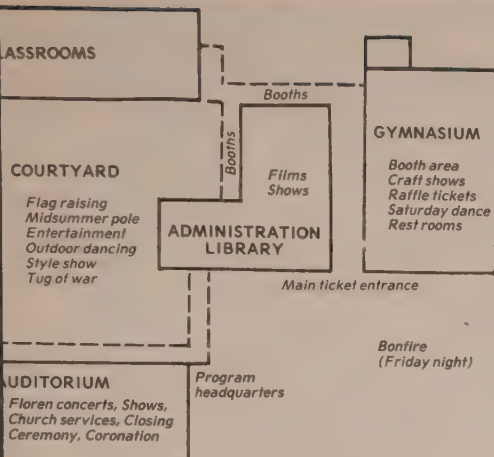 LASSROOMS
Booths
Booths
GYMNASIUM
Booth area
Craft shows
Raffle tickets
Saturday dance
Rest rooms
COURTYARD
Flag raising
Midsummer pole
Entertainment
Outdoor dancing
Style show
Tug of war
Films
Shows
ADMINISTRATION
LIBRARY
Main ticket entrance
Bonfire
(Friday night)
UDITORIUM
Floren concerts, Shows,
Church services, Closing
Ceremony, Coronation
Program
headquarters